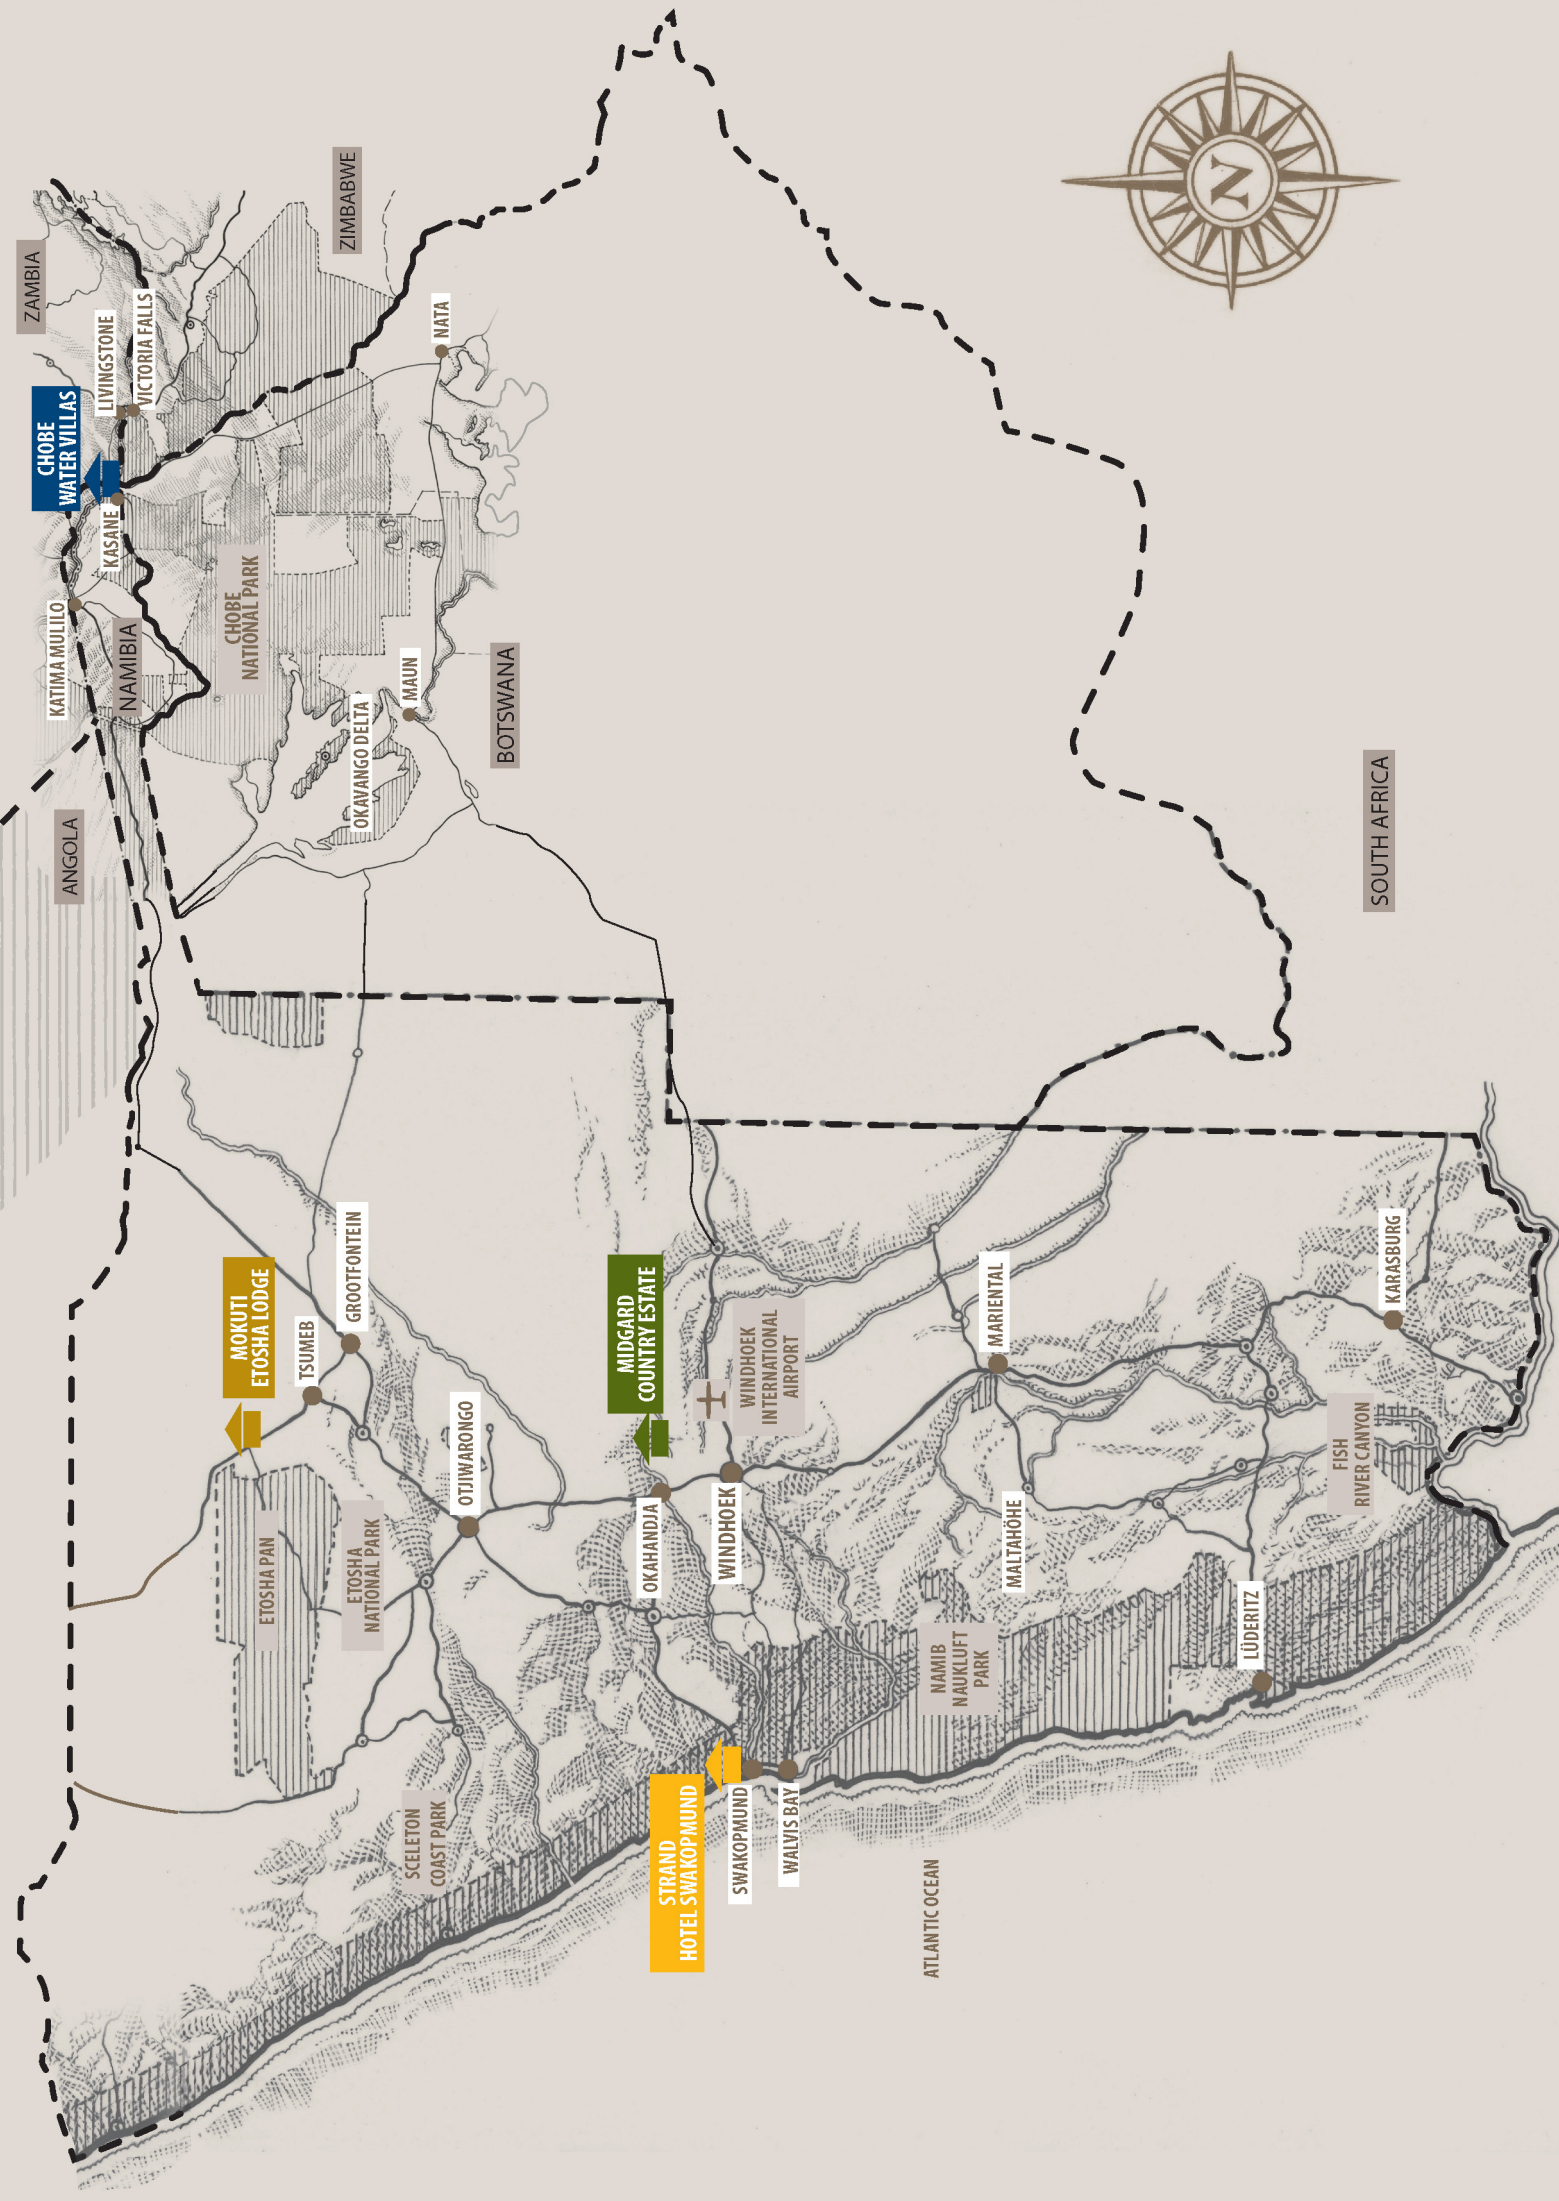 ANGOLA
ZAMBIA
KATIMA MULILO
NAMIBIA
CHOBE
WATER VILLAS
KASANE
LIVINGSTONE
VICTORIA FALLS
ZIMBABWE
CHOBE
NATIONAL PARK
OKAVANGO DELTA
MAUN
NATA
BOTSWANA
MOKUTI
ETOSHA LODGE
TSUMEB
GROOTFONTEIN
ETOSHA PAN
ETOSHA
NATIONAL PARK
OTJIWARONGO
SCELETON
COAST PARK
MIDGARD
COUNTRY ESTATE
OKAHANDJA
WINDHOEK
WINDHOEK
INTERNATIONAL
AIRPORT
STRAND
HOTEL SWAKOPMUND
SWAKOPMUND
WALVIS BAY
ATLANTIC OCEAN
NAMIB
NAUKLUFT
PARK
MARIENTAL
MALTAHÖHE
LÜDERITZ
FISH
RIVER CANYON
KARASBURG
SOUTH AFRICA
N